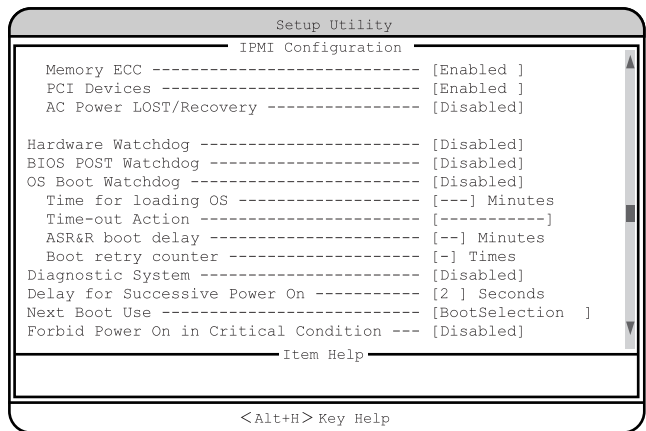 Setup Utility
IPMI Configuration
Memory ECC --------------------------- [Enabled ]
PCI Devices -------------------------- [Enabled ]
AC Power LOST/Recovery --------------- [Disabled]
Hardware Watchdog ---------------------- [Disabled]
BIOS POST Watchdog --------------------- [Disabled]
OS Boot Watchdog ----------------------- [Disabled]
Time for loading OS ------------------ [---] Minutes
Time-out Action ---------------------- [-----------]
ASR&R boot delay --------------------- [--] Minutes
Boot retry counter ------------------- [-] Times
Diagnostic System ---------------------- [Disabled]
Delay for Successive Power On ---------- [2 ] Seconds
Next Boot Use -------------------------- [BootSelection  ]
Forbid Power On in Critical Condition --- [Disabled]
Item Help
<Alt+H> Key Help